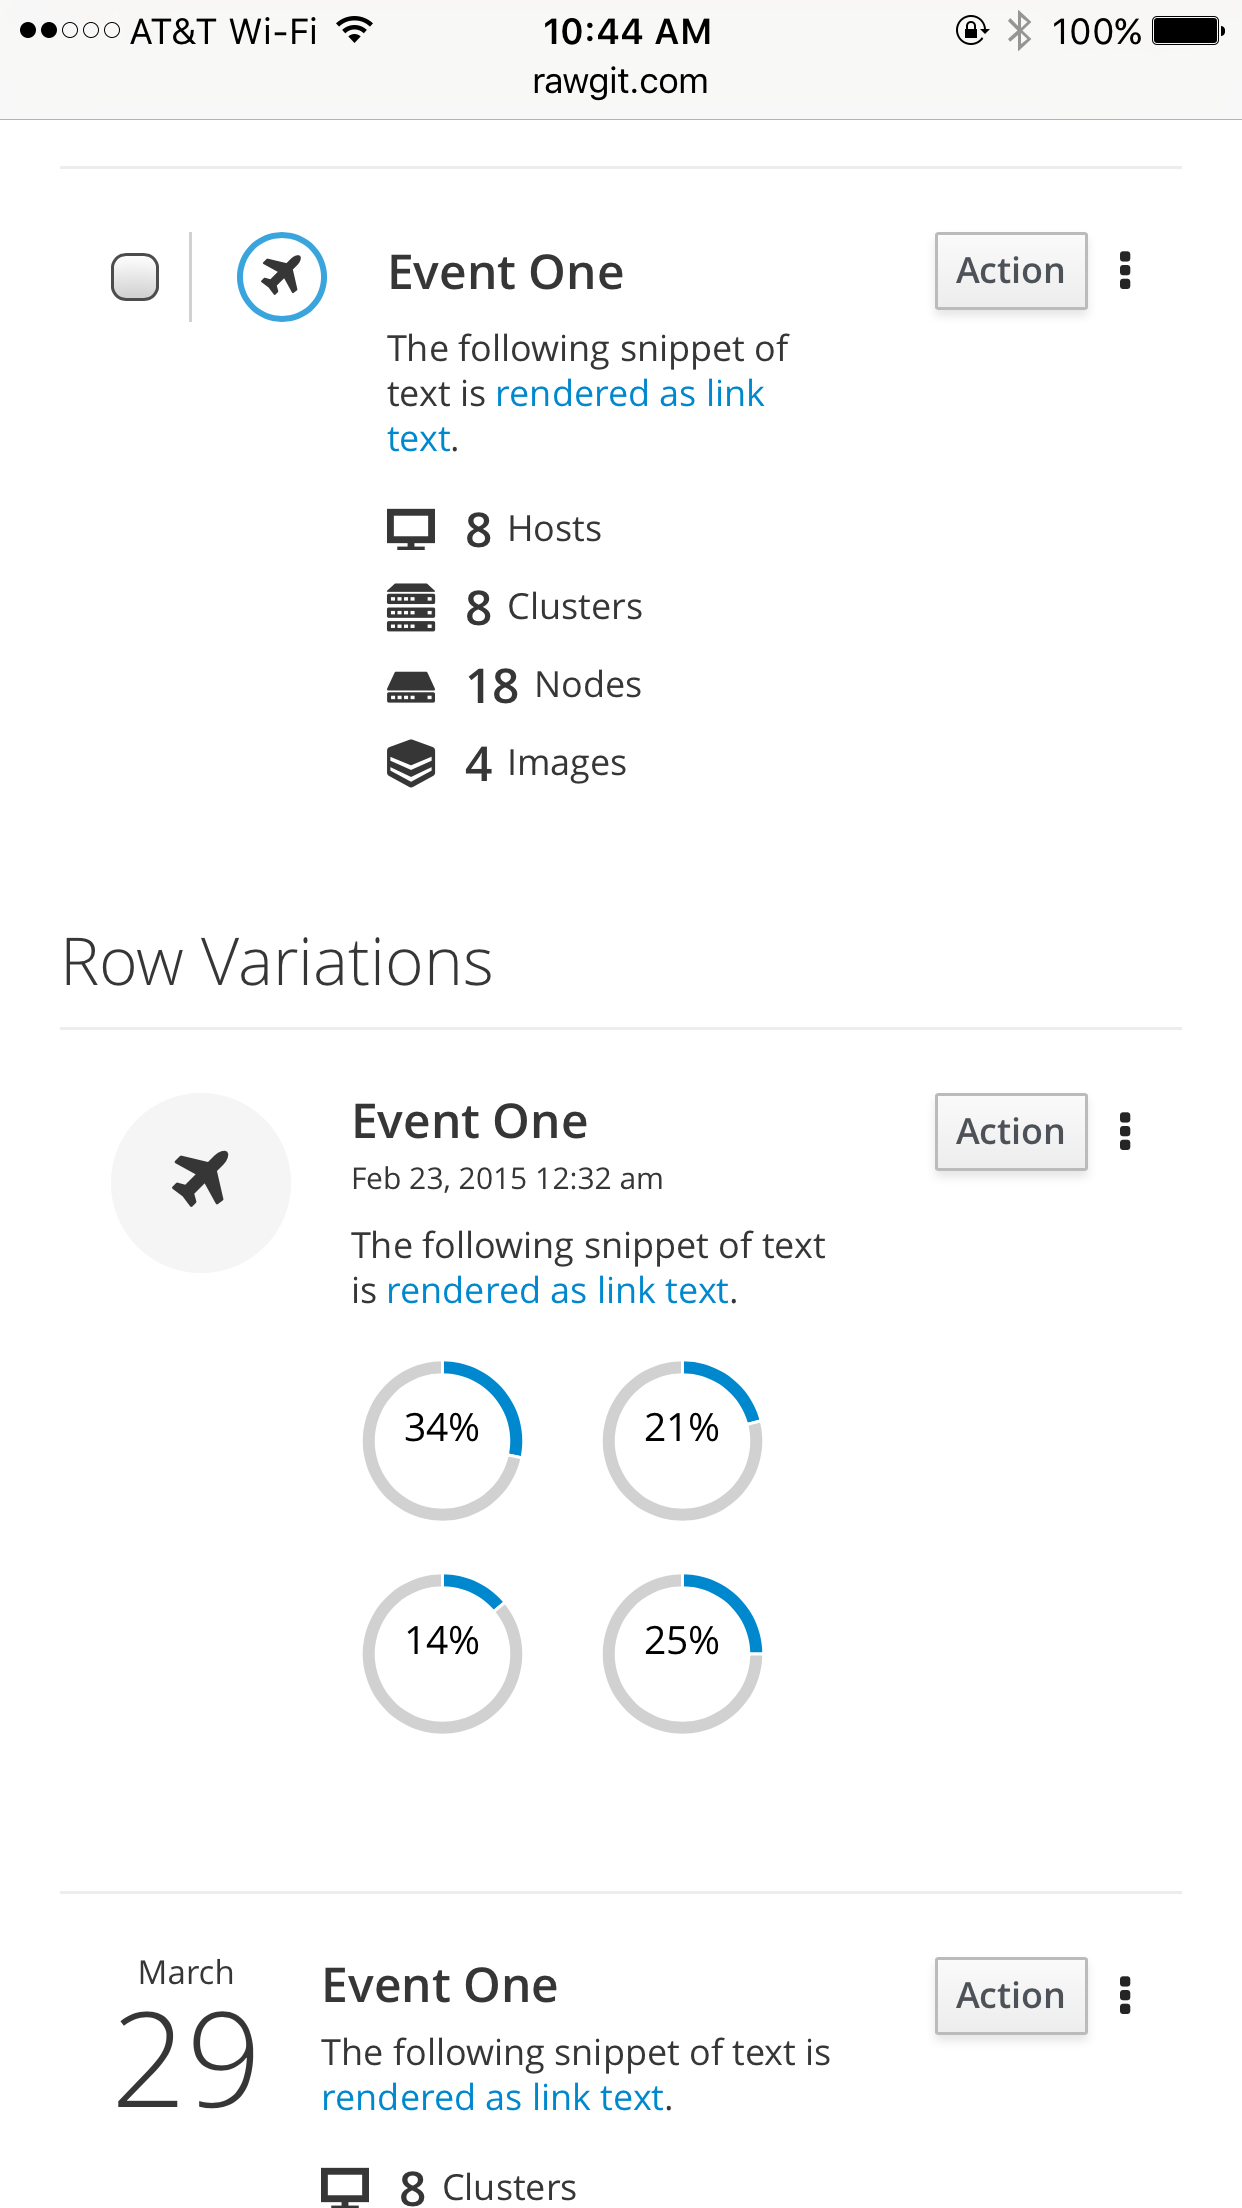 AT&T Wi-Fi 10:44 AM 100%
rawgit.com
Event One Action
The following snippet of
text is rendered as link
text.
8 Hosts
8 Clusters
18 Nodes
4 Images
Row Variations
Event One Action
Feb 23, 2015 12:32 am
The following snippet of text
is rendered as link text.
34% 21%
14% 25%
March
29
Event One Action
The following snippet of text is
rendered as link text.
8 Clusters